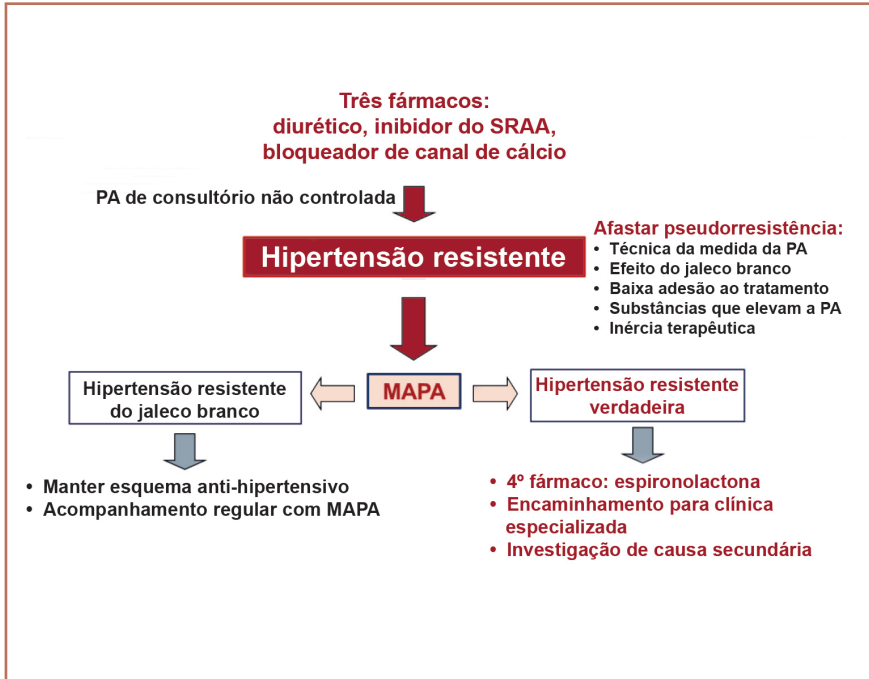 Três fármacos:
diurético, inibidor do SRAA,
bloqueador de canal de cálcio
PA de consultório não controlada
Hipertensão resistente
Afastar pseudorresistência:
• Técnica da medida da PA
• Efeito do jaleco branco
• Baixa adesão ao tratamento
• Substâncias que elevam a PA
• Inércia terapêutica
Hipertensão resistente
do jaleco branco
MAPA
Hipertensão resistente
verdadeira
• Manter esquema anti-hipertensivo
• Acompanhamento regular com MAPA
• 4º fármaco: espironolactona
• Encaminhamento para clínica
especializada
• Investigação de causa secundária